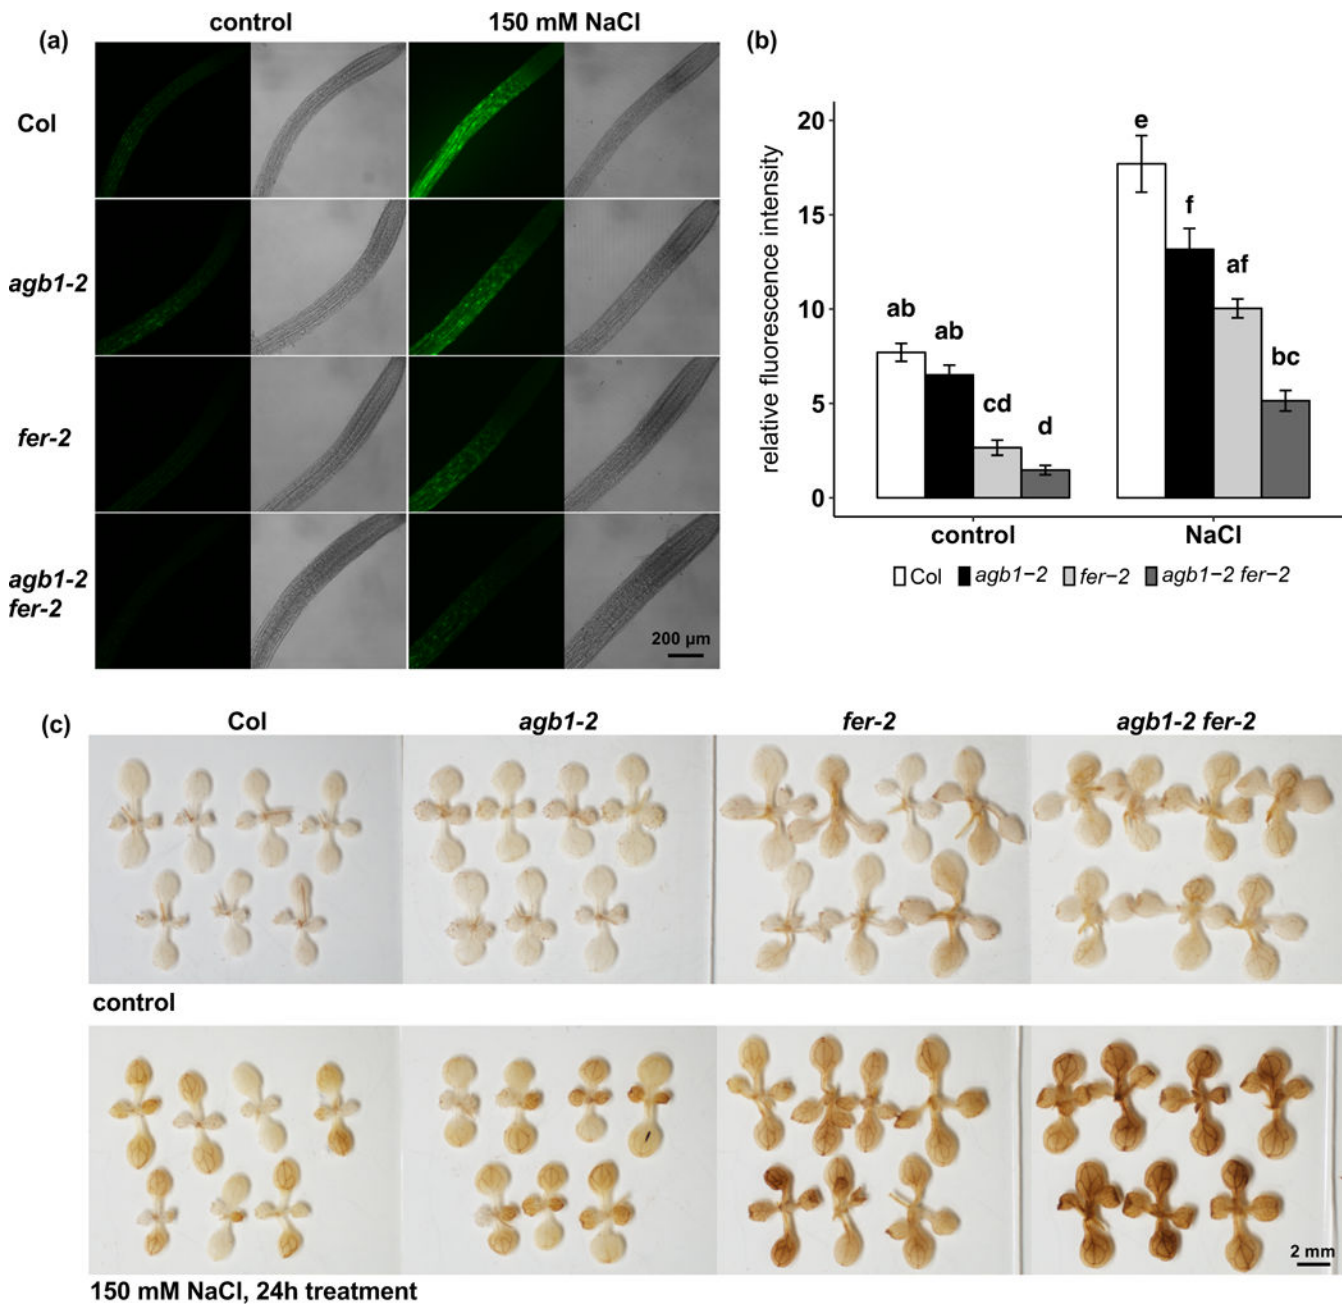 (a)
control 150 mM NaCl
Col
agb1-2
fer-2
agb1-2
fer-2
200 µm
(b)
relative fluorescence intensity
20
15
10
5
0
ab
ab
cd
d
e
f
af
bc
control NaCl
Col agb1−2 fer−2 agb1−2 fer−2
(c)
Col agb1-2 fer-2 agb1-2 fer-2
control
2 mm
150 mM NaCl, 24h treatment